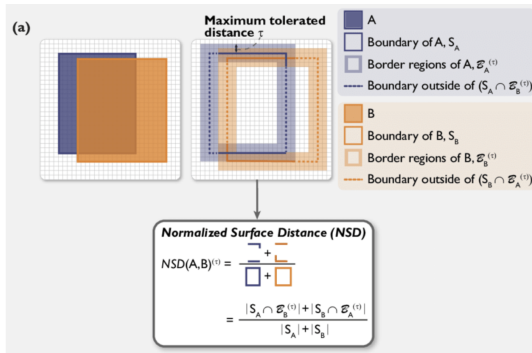 (a)
Maximum tolerated
distance τ
A
Boundary of A, S_A
Border regions of A, ℬ_A^(τ)
Boundary outside of (S_A ∩ ℬ_B^(τ))
B
Boundary of B, S_B
Border regions of B, ℬ_B^(τ)
Boundary outside of (S_B ∩ ℬ_A^(τ))
Normalized Surface Distance (NSD)
NSD(A,B)^(τ) =
+
+
= |S_A ∩ ℬ_B^(τ)| + |S_B ∩ ℬ_A^(τ)|
|S_A| + |S_B|